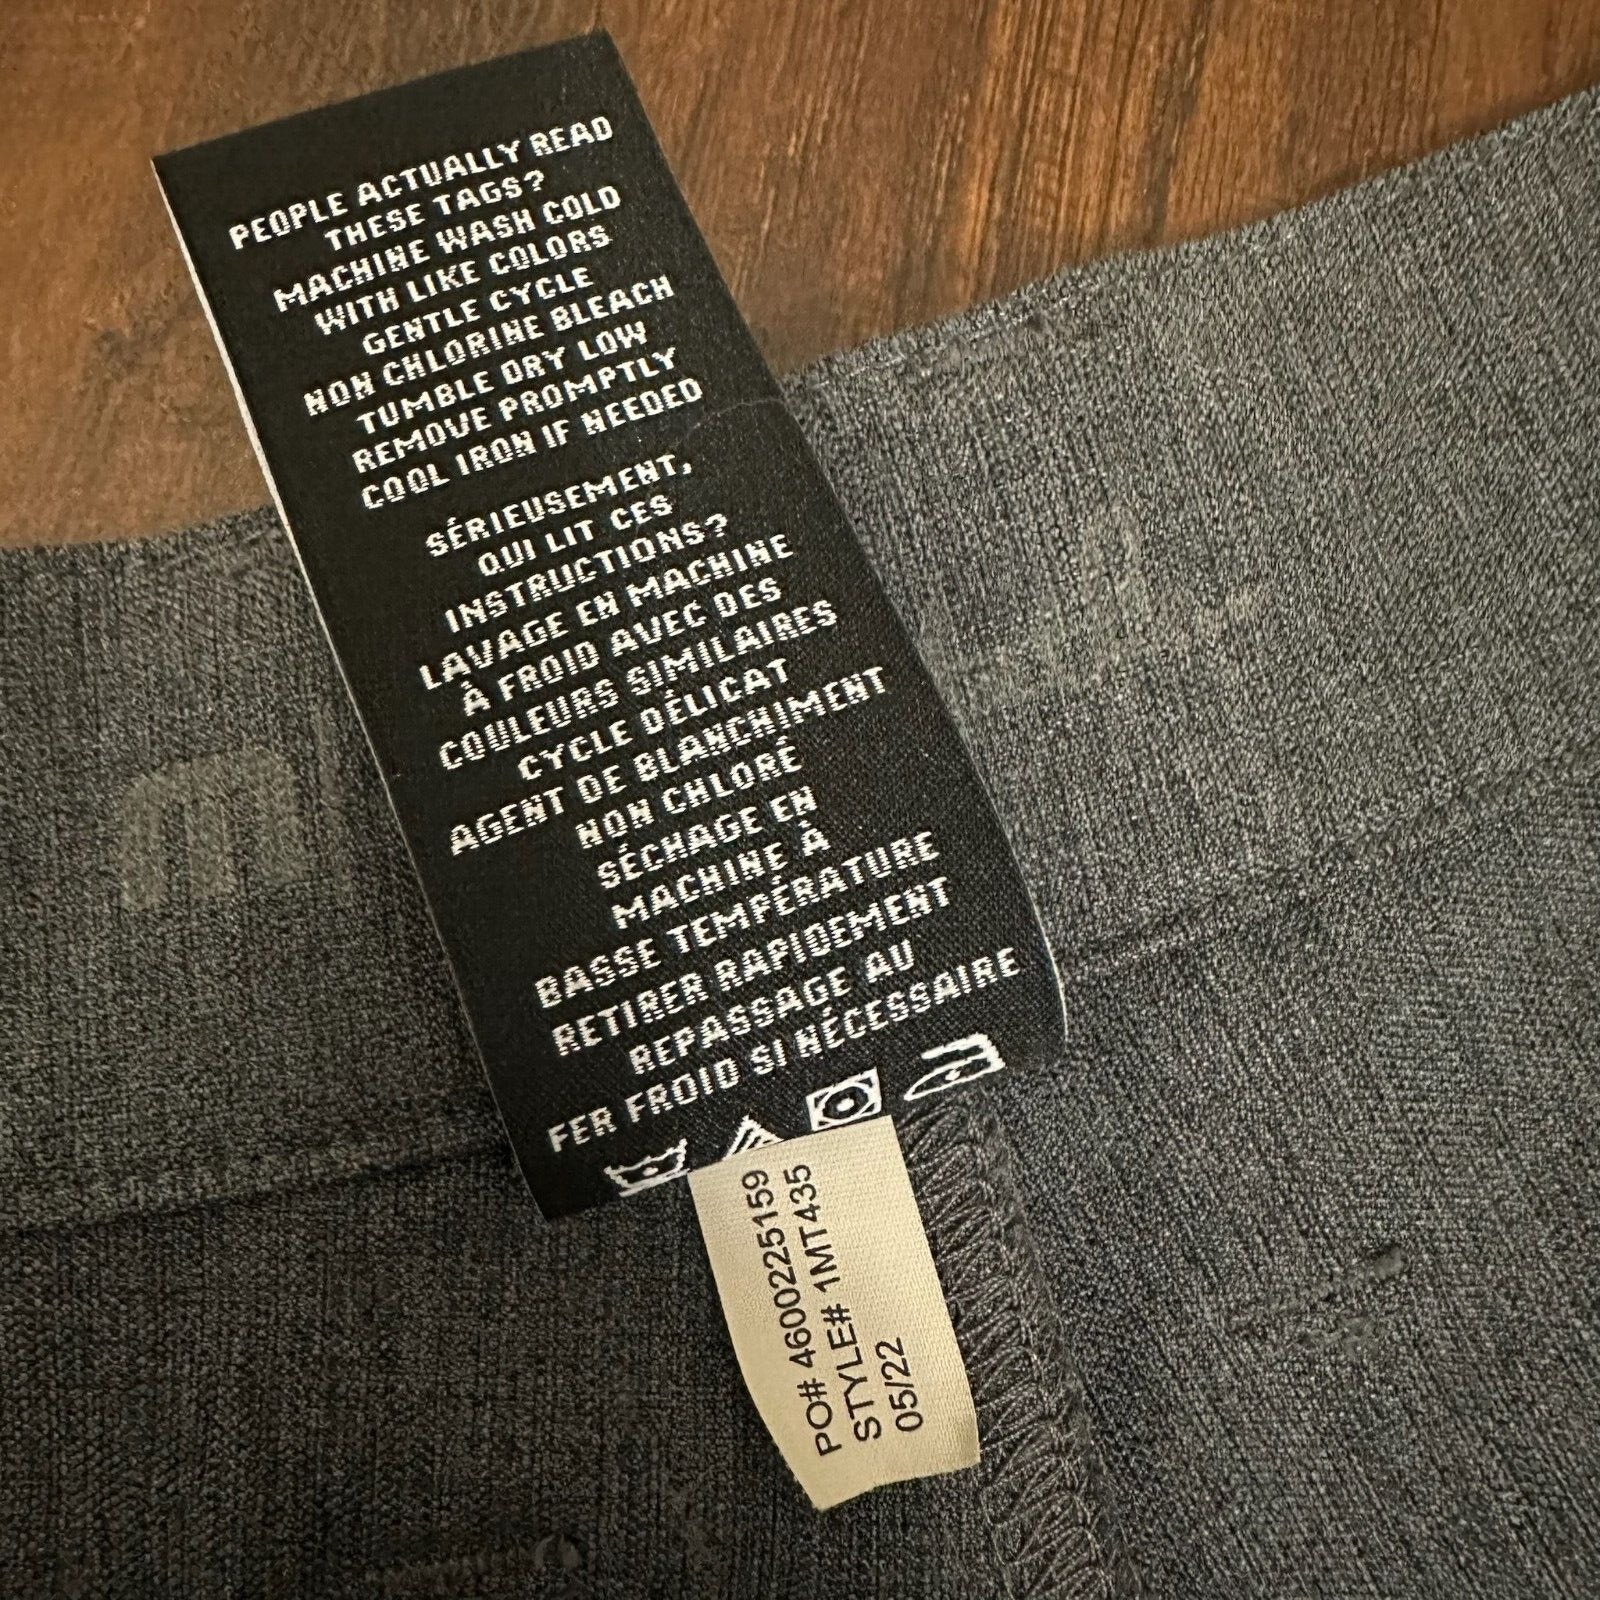 PEOPLE ACTUALLY READ
THESE TAGS?
MACHINE WASH COLD
WITH LIKE COLORS
GENTLE CYCLE
NON CHLORINE BLEACH
TUMBLE DRY LOW
REMOVE PROMPTLY
COOL IRON IF NEEDED
SÉRIEUSEMENT,
QUI LIT CES
INSTRUCTIONS?
LAVAGE EN MACHINE
À FROID AVEC DES
COULEURS SIMILAIRES
CYCLE DÉLICAT
AGENT DE BLANCHIMENT
NON CHLORÉ
SÉCHAGE EN
MACHINE À
BASSE TEMPÉRATURE
RETIRER RAPIDEMENT
REPASSAGE AU
FER FROID SI NÉCESSAIRE
PO# 4600225159
STYLE# 1MT435
05/22